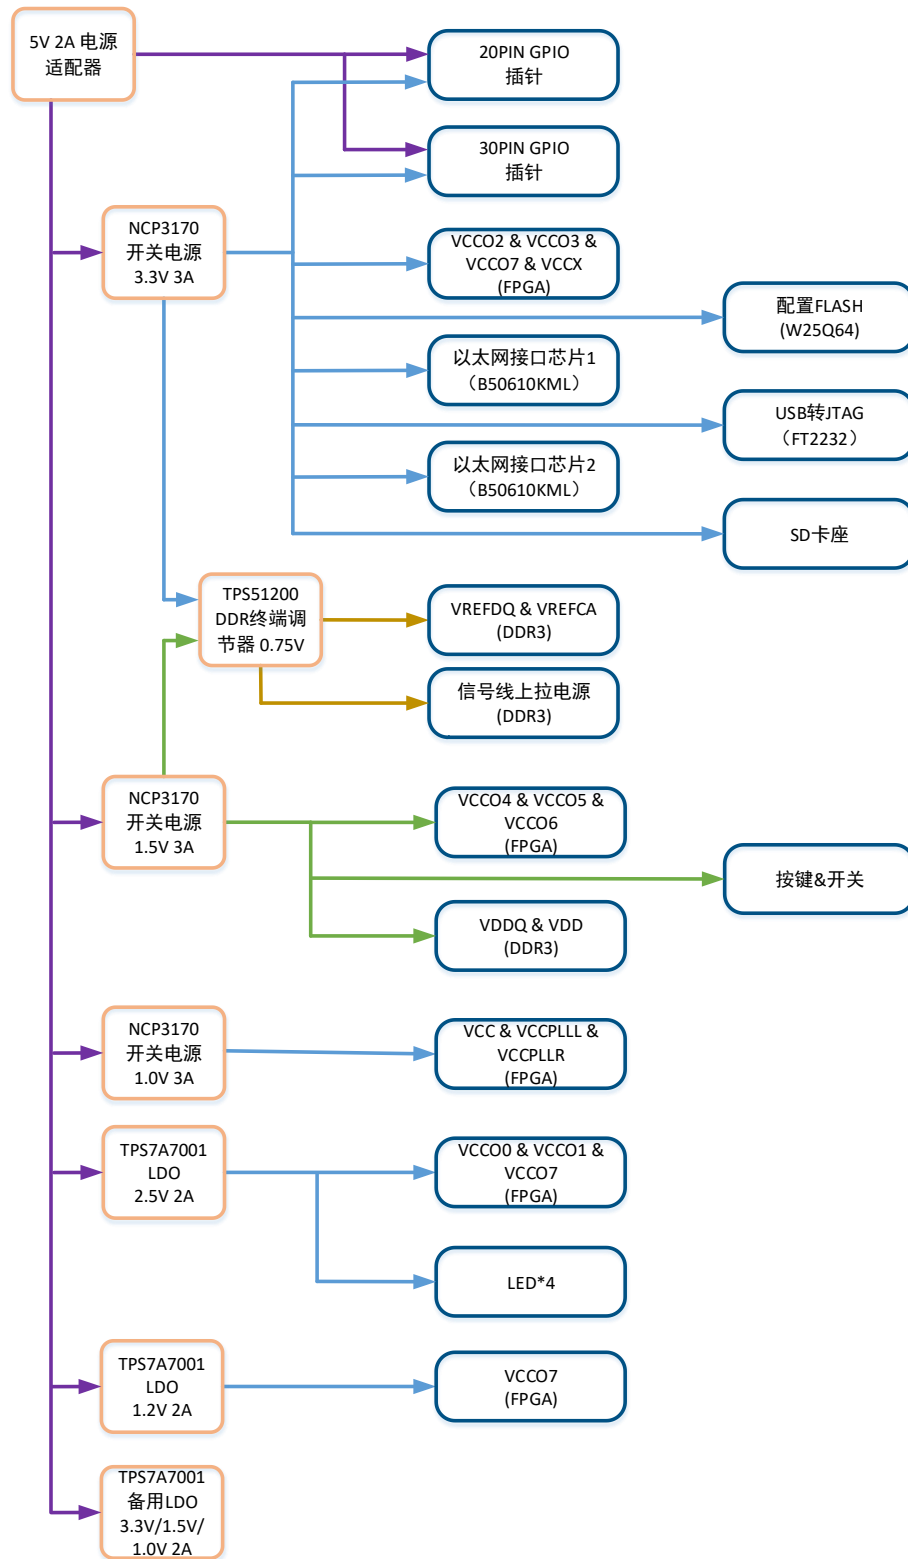 5V 2A 电源
适配器
20PIN GPIO
插针
30PIN GPIO
插针
NCP3170
开关电源
3.3V 3A
VCCO2 & VCCO3 &
VCCO7 & VCCX
(FPGA)
配置FLASH
(W25Q64)
以太网接口芯片1
（B50610KML）
USB转JTAG
（FT2232）
以太网接口芯片2
（B50610KML）
SD卡座
TPS51200
DDR终端调
节器 0.75V
VREFDQ & VREFCA
(DDR3)
信号线上拉电源
(DDR3)
NCP3170
开关电源
1.5V 3A
VCCO4 & VCCO5 &
VCCO6
(FPGA)
按键&开关
VDDQ & VDD
(DDR3)
NCP3170
开关电源
1.0V 3A
VCC & VCCPLLL &
VCCPLLR
(FPGA)
TPS7A7001
LDO
2.5V 2A
VCCO0 & VCCO1 &
VCCO7
(FPGA)
LED*4
TPS7A7001
LDO
1.2V 2A
VCCO7
(FPGA)
TPS7A7001
备用LDO
3.3V/1.5V/
1.0V 2A